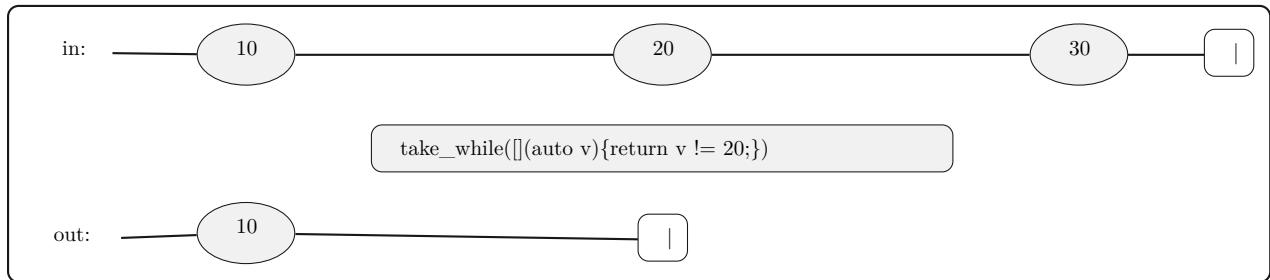 in: 10 20 30 |
take_while([](auto v){return v != 20;})
out: 10 |